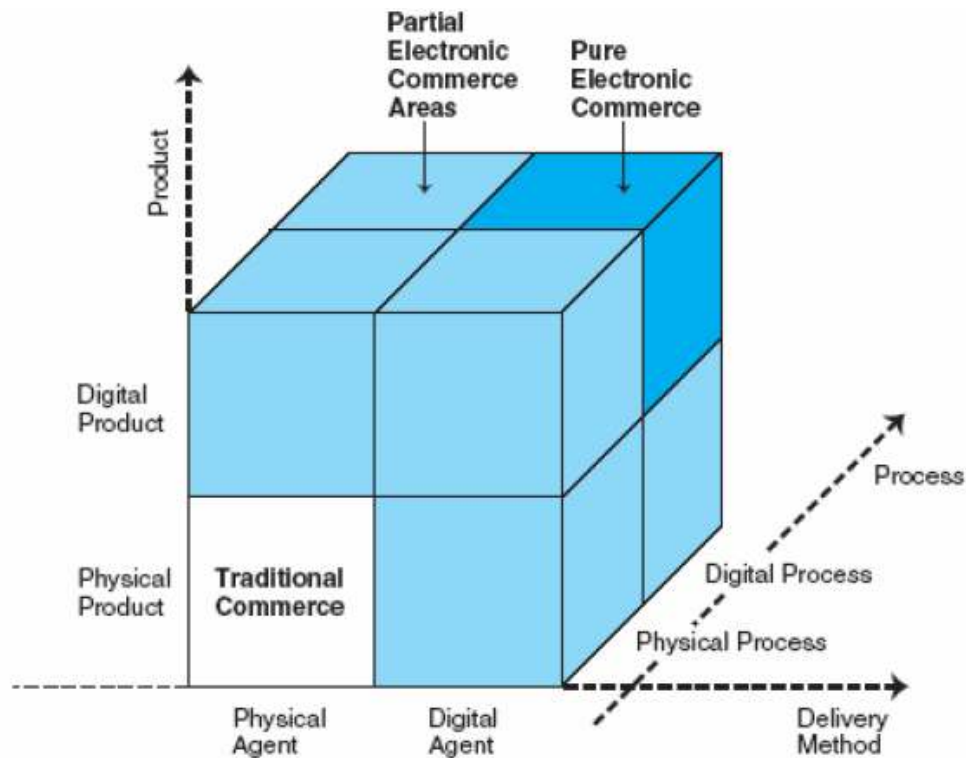 Partial
Electronic
Commerce
Areas
Pure
Electronic
Commerce
Product
Digital
Product
Physical
Product
Traditional
Commerce
Process
Digital Process
Physical Process
Physical
Agent
Digital
Agent
Delivery
Method